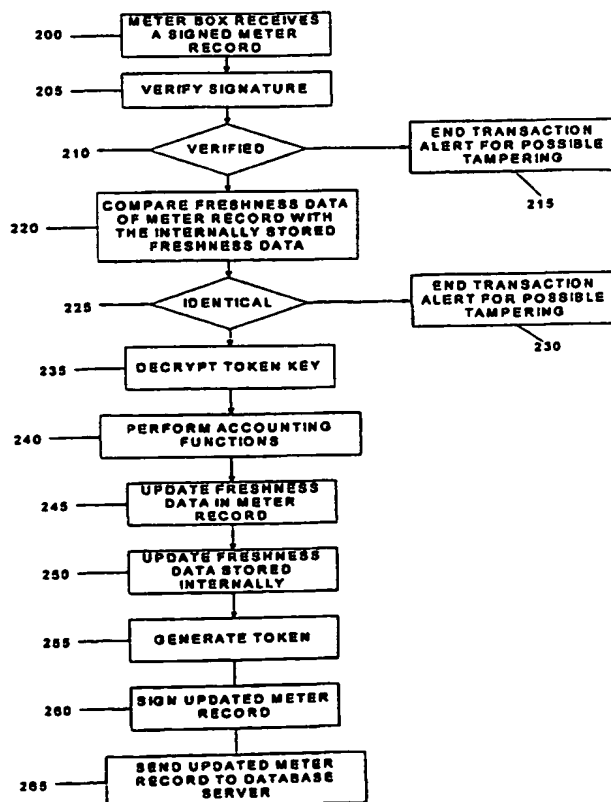 METER BOX RECEIVES
A SIGNED METER
RECORD
200
VERIFY SIGNATURE
205
VERIFIED
210
END TRANSACTION
ALERT FOR POSSIBLE
TAMPERING
215
COMPARE FRESHNESS DATA
OF METER RECORD WITH
THE INTERNALLY STORED
FRESHNESS DATA
220
IDENTICAL
225
END TRANSACTION
ALERT FOR POSSIBLE
TAMPERING
230
DECRYPT TOKEN KEY
235
PERFORM ACCOUNTING
FUNCTIONS
240
UPDATE FRESHNESS
DATA IN METER
RECORD
245
UPDATE FRESHNESS
DATA STORED
INTERNALLY
250
GENERATE TOKEN
255
SIGN UPDATED METER
RECORD
260
SEND UPDATED METER
RECORD TO DATABASE
SERVER
265